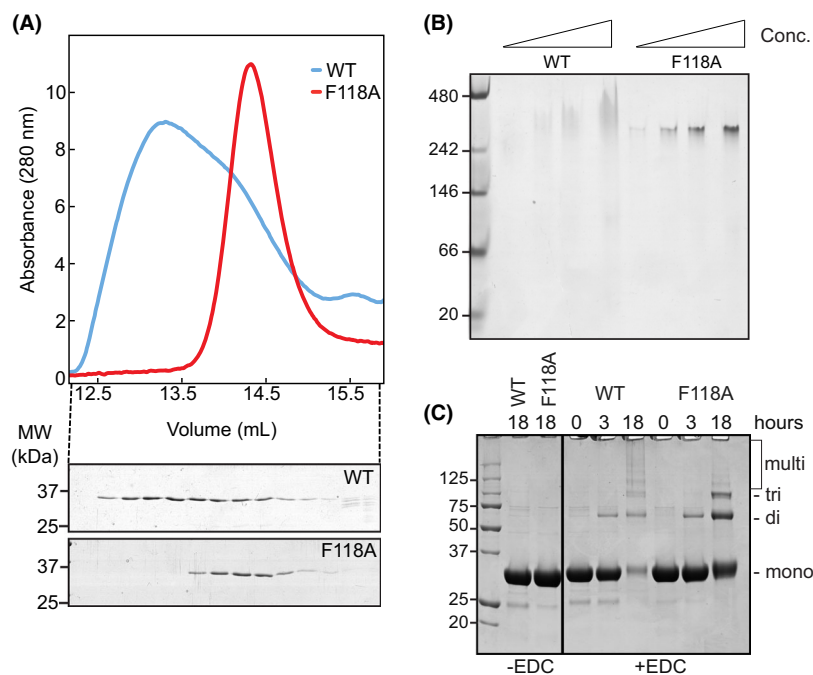 (A)
WT
F118A
10
8
6
4
2
0
Absorbance (280 nm)
12.5 13.5 14.5 15.5
Volume (mL)
MW
(kDa)
37
25
WT
37
25
F118A
(B)
Conc.
WT F118A
480
242
146
66
20
(C)
WT F118A WT F118A
18 18 0 3 18 0 3 18 hours
125
75
50
37
25
20
multi
- tri
- di
- mono
-EDC +EDC